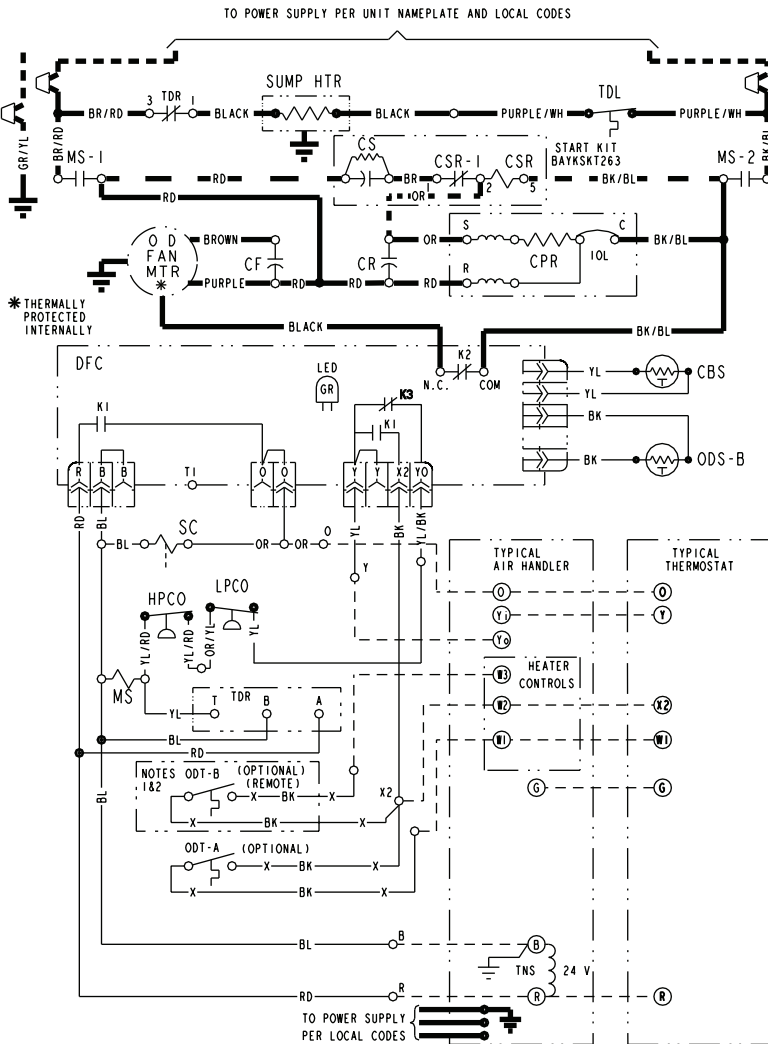 TO POWER SUPPLY PER UNIT NAMEPLATE AND LOCAL CODES
SUMP HTR
TDL
3 TDR 1
BR/RD
BLACK
BLACK
PURPLE/WH
PURPLE/WH
GR/YL
BR/RD
BK/BL
START KIT
BAYKSKT263
MS-1
CS
CSR-1
CSR
MS-2
RD
BR
1
2
5
BK/BL
OR
RD
O D
FAN
MTR
*
BROWN
PURPLE
CF
RD
RD
CR
OR
RD
S
R
CPR
IOL
C
BK/BL
* THERMALLY
PROTECTED
INTERNALLY
BLACK
BK/BL
DFC
LED
GR
K2
N.C.
COM
YL
YL
BK
BK
CBS
ODS-B
K1
K3
K1
R
B
B
T1
O
O
Y
Y
X2
YO
RD
BL
YL
BK
YL/BK
BL
SC
OR
OR
O
Y
TYPICAL
AIR HANDLER
TYPICAL
THERMOSTAT
O
O
Yi
Y
Yo
HPCO
LPCO
YL/RD
YL/RD
OR/YL
YL
MS
HEATER
CONTROLS
W3
W2
X2
W1
W1
G
G
TDR
T
B
A
YL
BL
RD
NOTES
1&2
ODT-B
(OPTIONAL)
(REMOTE)
X
BK
X
X
BK
X
X2
BL
ODT-A
(OPTIONAL)
X
BK
X
X
BK
X
BL
B
B
TNS
24 V
RD
R
R
R
TO POWER SUPPLY
PER LOCAL CODES